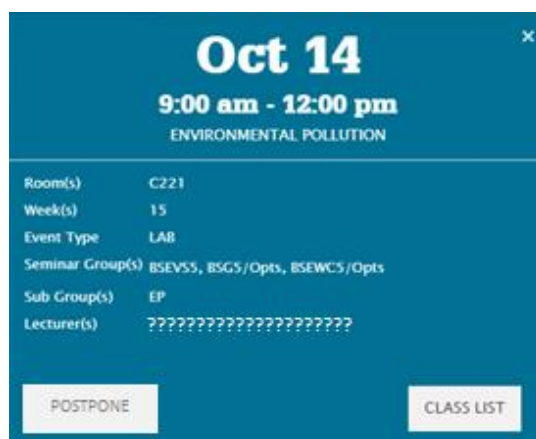 Oct 14
×
9:00 am - 12:00 pm
ENVIRONMENTAL POLLUTION
Room(s) C221
Week(s) 15
Event Type LAB
Seminar Group(s) BSEVS5, BSCG5/Opts, BSEWC5/Opts
Sub Group(s) EP
Lecturer(s) ??????????????????????
POSTPONE CLASS LIST